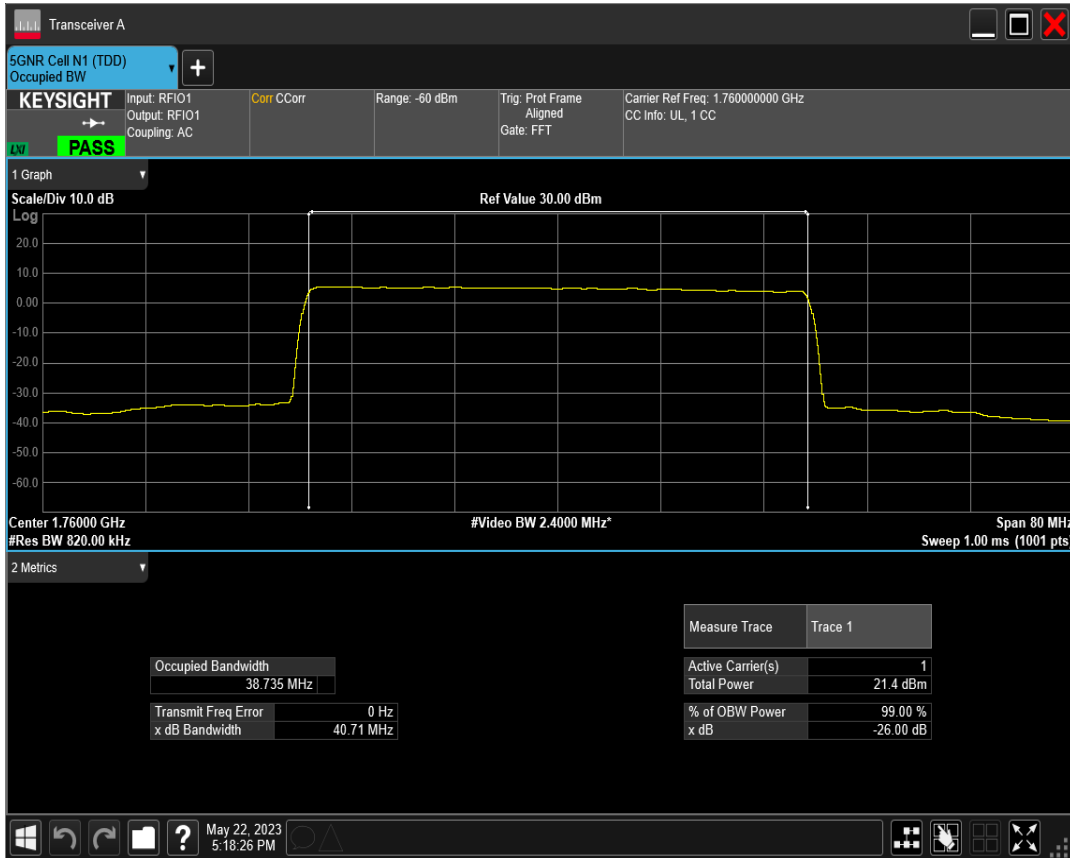 Transceiver A
5GNR Cell N1 (TDD)
Occupied BW
+
KEYSIGHT
LXI
PASS
Input: RFIO1
Output: RFIO1
Coupling: AC
Corr CCorr
Range: -60 dBm
Trig: Prot Frame
Aligned
Gate: FFT
Carrier Ref Freq: 1.760000000 GHz
CC Info: UL, 1 CC
1 Graph
Scale/Div 10.0 dB
Ref Value 30.00 dBm
Log
20.0
10.0
0.00
-10.0
-20.0
-30.0
-40.0
-50.0
-60.0
Center 1.76000 GHz
#Video BW 2.4000 MHz*
Span 80 MHz
#Res BW 820.00 kHz
Sweep 1.00 ms (1001 pts)
2 Metrics
Measure Trace Trace 1
Occupied Bandwidth
38.735 MHz
Active Carrier(s) 1
Total Power 21.4 dBm
Transmit Freq Error 0 Hz
x dB Bandwidth 40.71 MHz
% of OBW Power 99.00 %
x dB -26.00 dB
?
May 22, 2023
5:18:26 PM